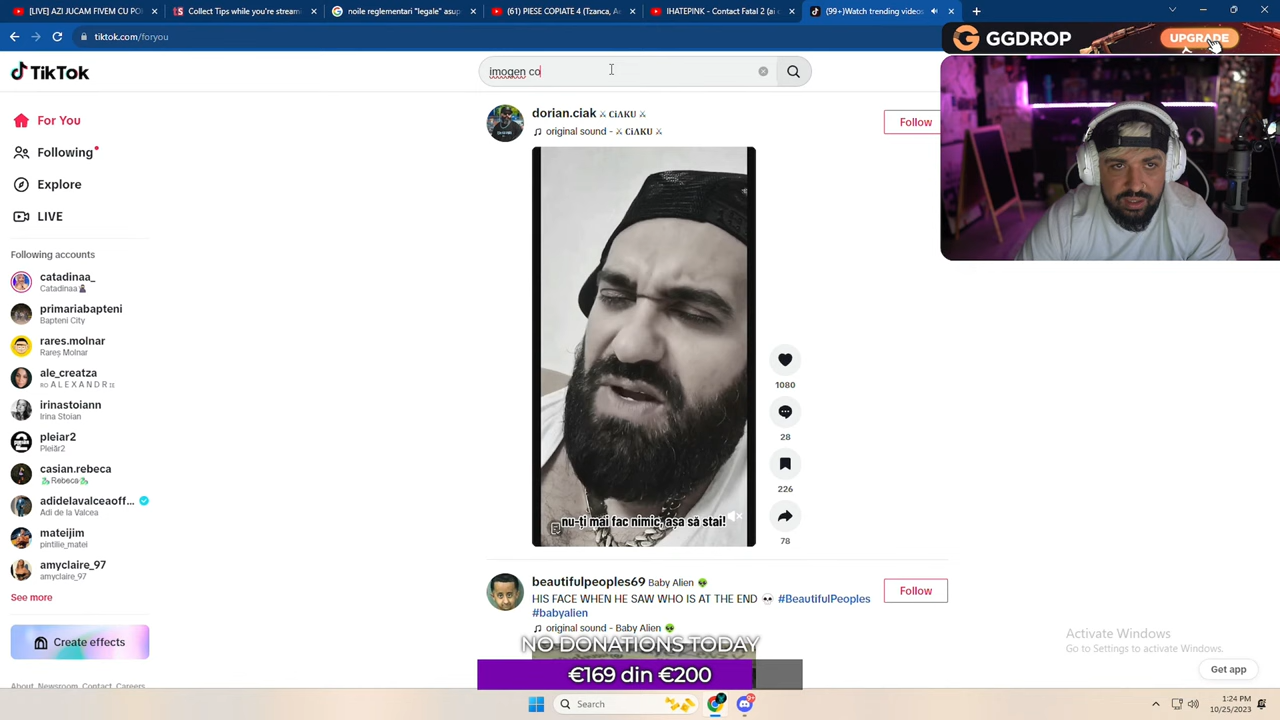 [LIVE] AZI JUCAM FIVEM CU PO
Collect Tips while you're stream
noile reglementari "legale" asup
(61) PIESE COPIATE 4 (Tzanca, Ae
IHATEPINK - Contact Fatal 2 (ai c
(99+) Watch trending videos
tiktok.com/foryou
GGDROP
UPGRADE
TikTok
imogen co
For You
Following
Explore
LIVE
Following accounts
catadinaa_
Catadinaa
primariabapteni
Bapteni City
rares.molnar
Rareș Molnar
ale_creatza
irinastoiann
Irina Stoian
pleiar2
Pleiăr2
casian.rebeca
Rebeca
adidelavalceaoff...
Adi de la Valcea
mateijim
pintilie_matei
amyclaire_97
amyclaire_97
See more
Create effects
About Newsroom Contact Careers
dorian.ciak ⚔ CiAKU ⚔
original sound - ⚔ CiAKU ⚔
Follow
nu-ți mai fac nimic, așa să stai!
1080
28
226
78
beautifulpeoples69 Baby Alien
HIS FACE WHEN HE SAW WHO IS AT THE END 💀 #BeautifulPeoples
#babyalien
original sound - Baby Alien
Follow
NO DONATIONS TODAY
€169 din €200
Activate Windows
Go to Settings to activate Windows.
Get app
Search
1:24 PM
10/25/2023